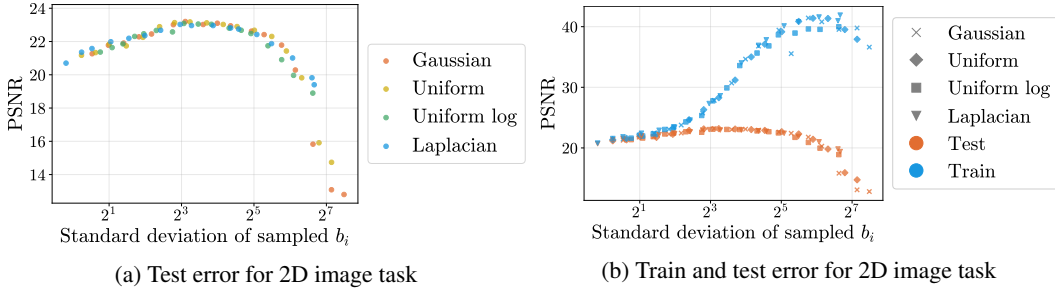 PSNR
24
22
20
18
16
14
2^1
2^3
2^5
2^7
Standard deviation of sampled b_i
Gaussian
Uniform
Uniform log
Laplacian
(a) Test error for 2D image task
PSNR
40
30
20
2^1
2^3
2^5
2^7
Standard deviation of sampled b_i
Gaussian
Uniform
Uniform log
Laplacian
Test
Train
(b) Train and test error for 2D image task